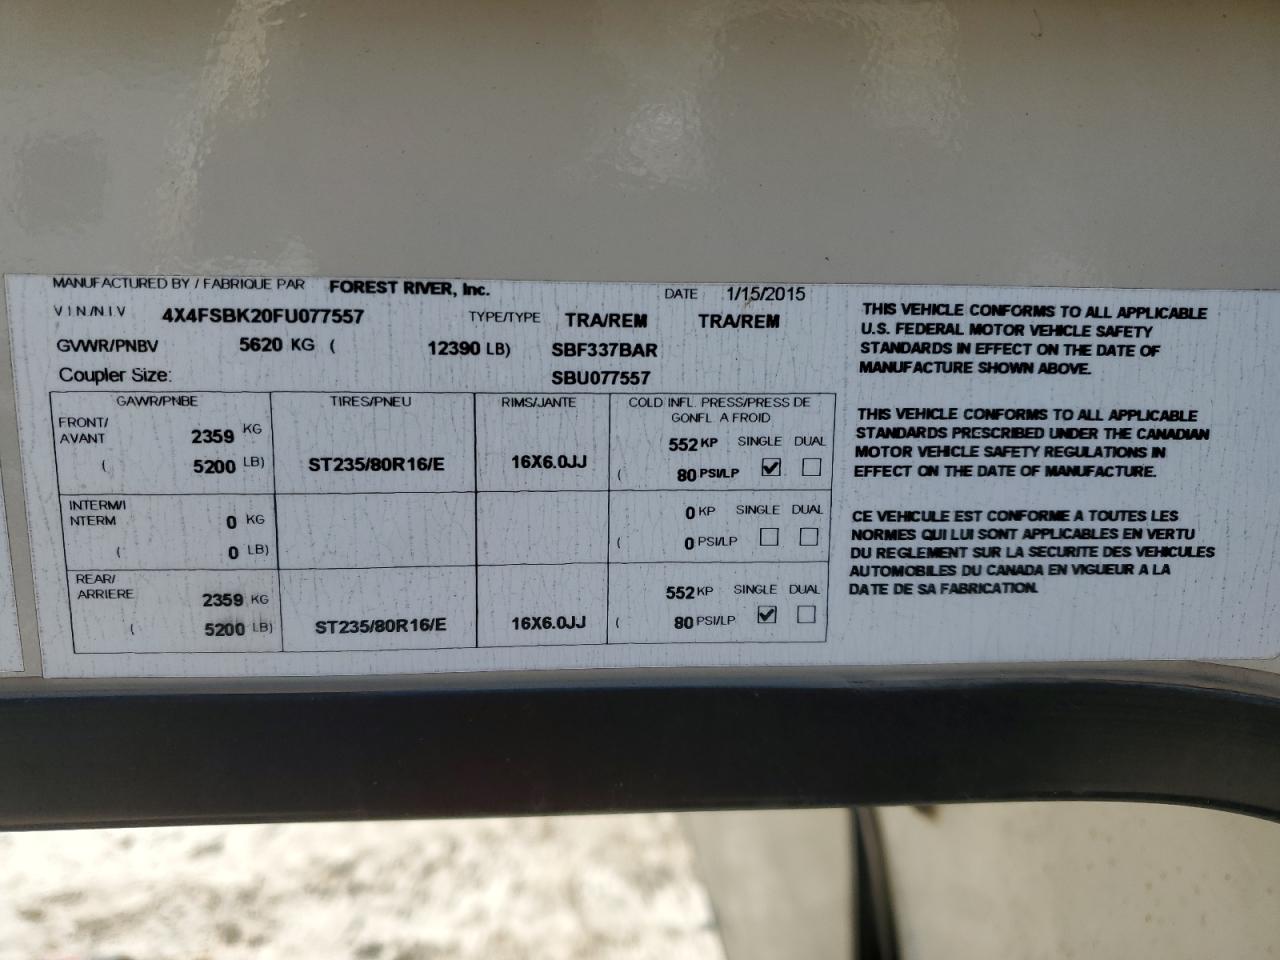 MANUFACTURED BY / FABRIQUE PAR FOREST RIVER, Inc. DATE 1/15/2015
VIN/NIV 4X4FSBK20FU077557 TYPE/TYPE TRA/REM TRA/REM
GVWR/PNBV 5620 KG ( 12390 LB) SBF337BAR
Coupler Size: SBU077557
GAWR/PNBE TIRES/PNEU RIMS/JANTE COLD INFL. PRESS/PRESS DE
GONFL. A FROID
FRONT/
AVANT 2359 KG 552 KP SINGLE DUAL
( 5200 LB) ST235/80R16/E 16X6.0JJ ( 80 PSI/LP
INTERM/I
NTERM 0 KG 0 KP SINGLE DUAL
( 0 LB) ( 0 PSI/LP
REAR/
ARRIERE 2359 KG 552 KP SINGLE DUAL
( 5200 LB) ST235/80R16/E 16X6.0JJ ( 80 PSI/LP
THIS VEHICLE CONFORMS TO ALL APPLICABLE
U.S. FEDERAL MOTOR VEHICLE SAFETY
STANDARDS IN EFFECT ON THE DATE OF
MANUFACTURE SHOWN ABOVE.
THIS VEHICLE CONFORMS TO ALL APPLICABLE
STANDARDS PRESCRIBED UNDER THE CANADIAN
MOTOR VEHICLE SAFETY REGULATIONS IN
EFFECT ON THE DATE OF MANUFACTURE.
CE VEHICULE EST CONFORME A TOUTES LES
NORMES QUI LUI SONT APPLICABLES EN VERTU
DU REGLEMENT SUR LA SECURITE DES VEHICULES
AUTOMOBILES DU CANADA EN VIGUEUR A LA
DATE DE SA FABRICATION.